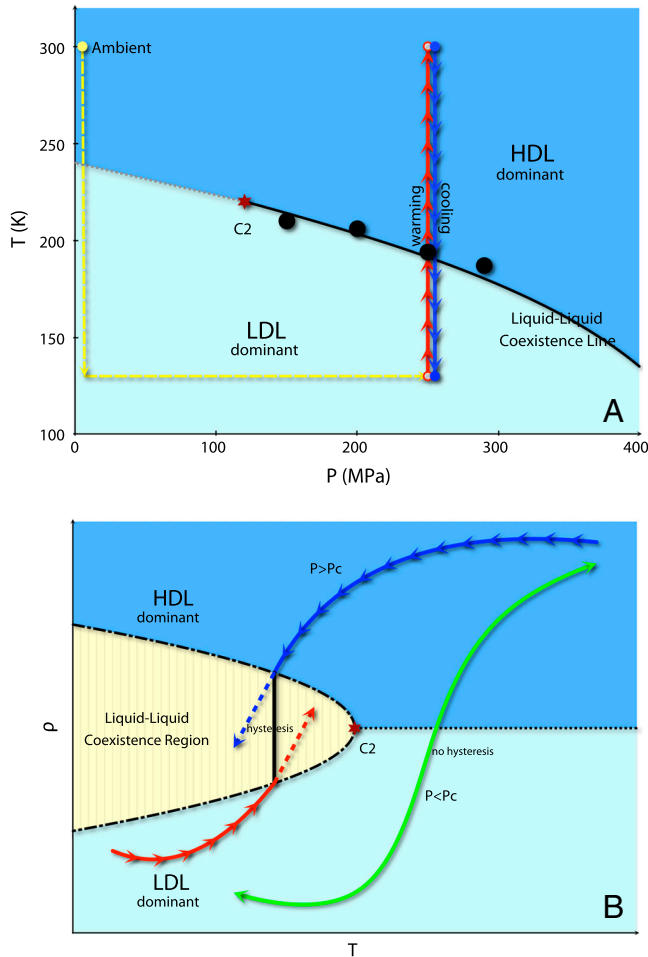 300
250
200
150
100
T (K)
Ambient
HDL
dominant
warming
cooling
C2
LDL
dominant
Liquid-Liquid
Coexistence Line
A
0
100
200
300
400
P (MPa)
P>Pc
HDL
dominant
Liquid-Liquid
Coexistence Region
hysteresis
C2
no hysteresis
P<Pc
ρ
LDL
dominant
B
T